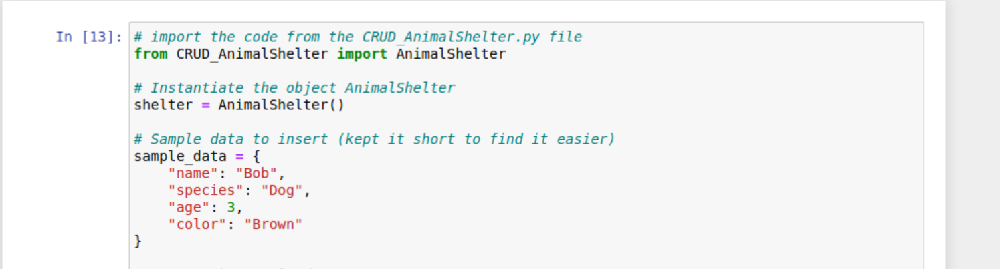 In [13]: # import the code from the CRUD_AnimalShelter.py file
from CRUD_AnimalShelter import AnimalShelter
# Instantiate the object AnimalShelter
shelter = AnimalShelter()
# Sample data to insert (kept it short to find it easier)
sample_data = {
    "name": "Bob",
    "species": "Dog",
    "age": 3,
    "color": "Brown"
}